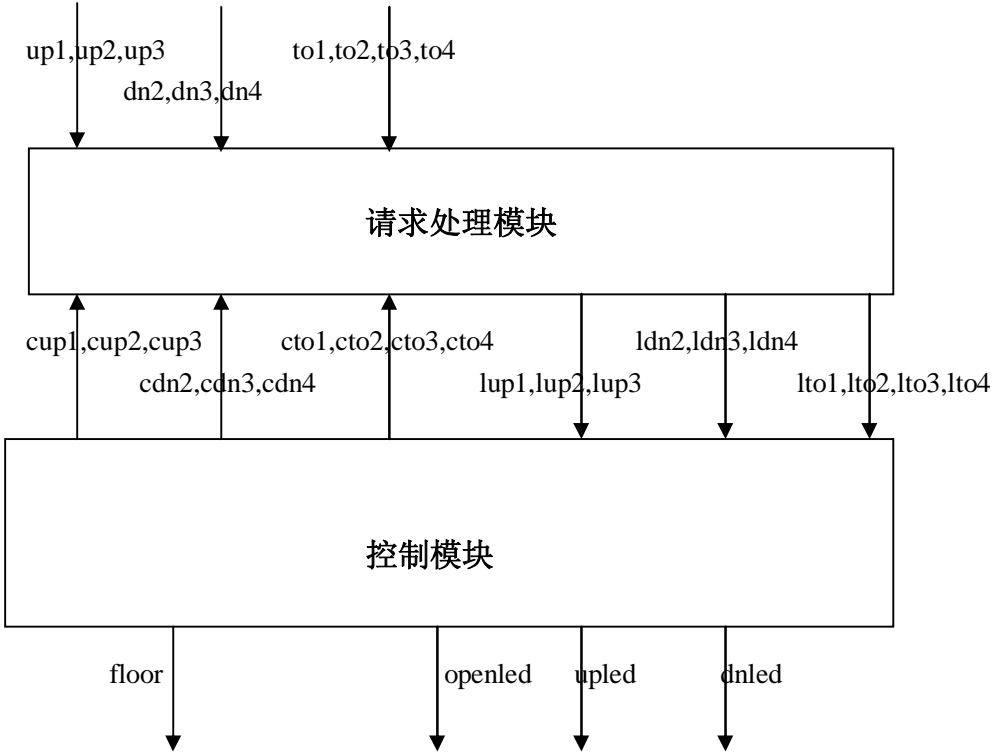 up1,up2,up3
to1,to2,to3,to4
dn2,dn3,dn4
请求处理模块
cup1,cup2,cup3
cto1,cto2,cto3,cto4
ldn2,ldn3,ldn4
cdn2,cdn3,cdn4
lup1,lup2,lup3
lto1,lto2,lto3,lto4
控制模块
floor
openled
upled
dnled